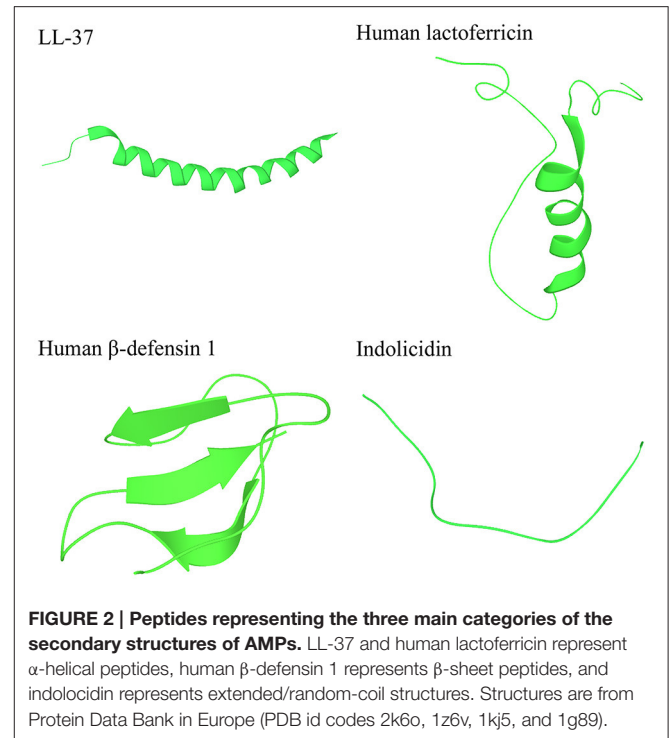 LL-37
Human lactoferricin
Human β-defensin 1
Indolicidin
FIGURE 2 | Peptides representing the three main categories of the
secondary structures of AMPs. LL-37 and human lactoferricin represent
α-helical peptides, human β-defensin 1 represents β-sheet peptides, and
indolocidin represents extended/random-coil structures. Structures are from
Protein Data Bank in Europe (PDB id codes 2k6o, 1z6v, 1kj5, and 1g89).